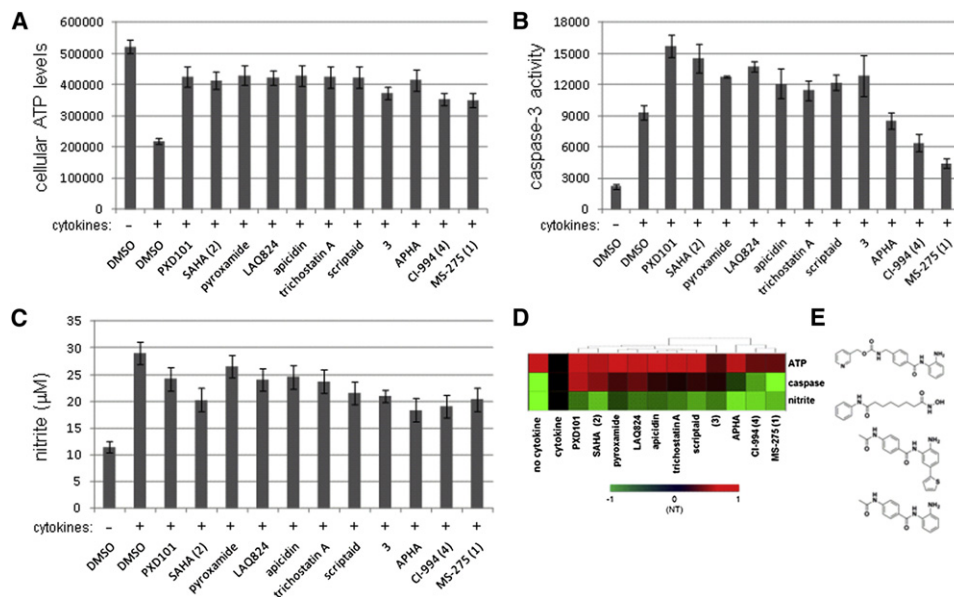 A
cellular ATP levels
600000
500000
400000
300000
200000
100000
0
cytokines: – + + + + + + + + + + + +
DMSO DMSO PXD101 SAHA (2) pyroxamide LAQ824 apicidin trichostatin A scriptaid 3 APHA CI-994 (4) MS-275 (1)
B
caspase-3 activity
18000
15000
12000
9000
6000
3000
0
cytokines: – + + + + + + + + + + + +
DMSO DMSO PXD101 SAHA (2) pyroxamide LAQ824 apicidin trichostatin A scriptaid 3 APHA CI-994 (4) MS-275 (1)
C
nitrite (µM)
35
30
25
20
15
10
5
0
cytokines: – + + + + + + + + + + + +
DMSO DMSO PXD101 SAHA (2) pyroxamide LAQ824 apicidin trichostatin A scriptaid 3 APHA CI-994 (4) MS-275 (1)
D
ATP
caspase
nitrite
no cytokine cytokine PXD101 SAHA (2) pyroxamide LAQ824 apicidin trichostatin A scriptaid (3) APHA CI-994 (4) MS-275 (1)
-1 0 1
(NT)
E